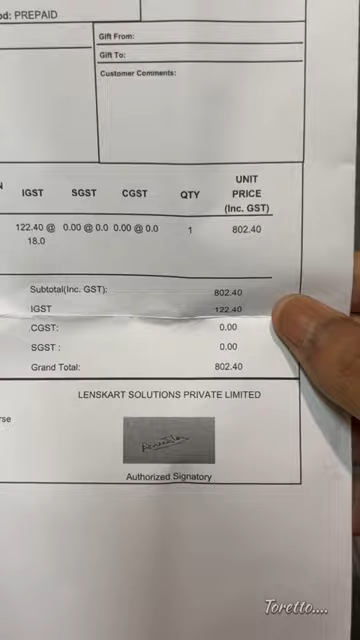 od: PREPAID
Gift From:
Gift To:
Customer Comments:
N IGST SGST CGST QTY UNIT PRICE (Inc. GST)
122.40 @ 18.0 0.00 @ 0.0 0.00 @ 0.0 1 802.40
Subtotal(Inc. GST): 802.40
IGST 122.40
CGST: 0.00
SGST : 0.00
Grand Total: 802.40
LENSKART SOLUTIONS PRIVATE LIMITED
rse
Authorized Signatory
Toretto....